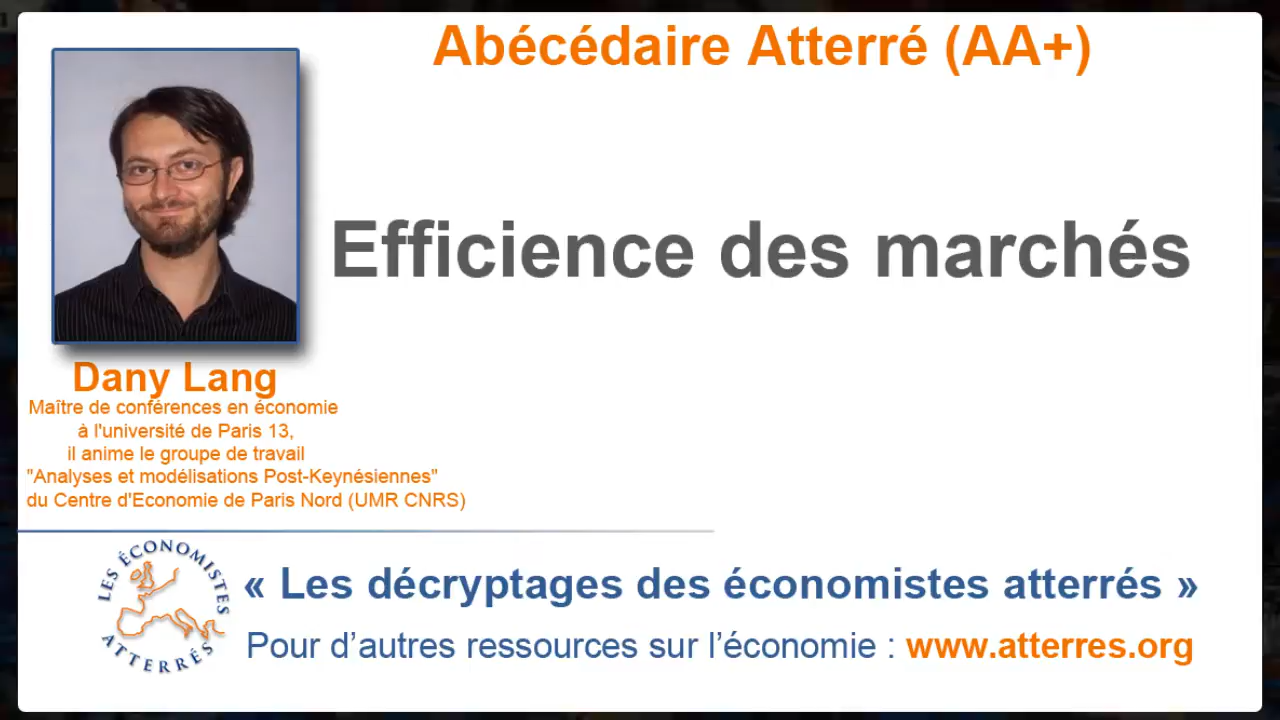 Abécédaire Atterré (AA+)
Efficience des marchés
Dany Lang
Maître de conférences en économie
à l'université de Paris 13,
il anime le groupe de travail
"Analyses et modélisations Post-Keynésiennes"
du Centre d'Economie de Paris Nord (UMR CNRS)
LES ÉCONOMISTES
ATTERRÉS
« Les décryptages des économistes atterrés »
Pour d’autres ressources sur l’économie : www.atterres.org